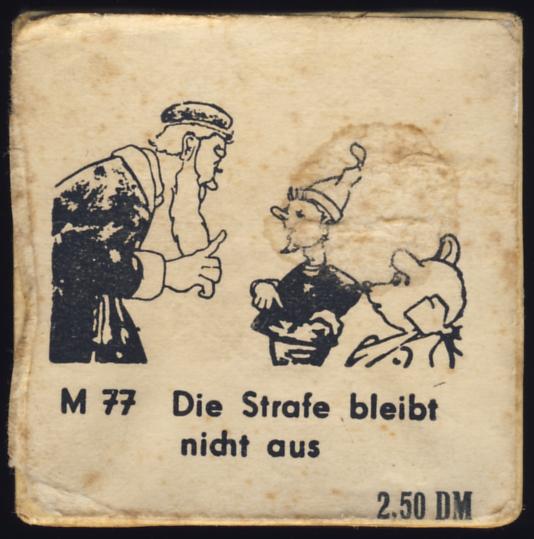 M 77 Die Strafe bleibt
nicht aus
2,50 DM